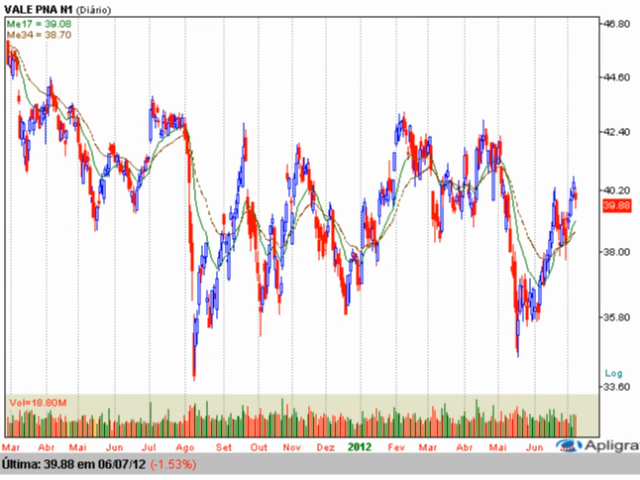 VALE PNA N1 (Diário)
Me17 = 39.08
Me34 = 38.70
46.80
44.60
42.40
40.20
39.88
38.00
35.80
Log
33.60
Vol=18.80M
Mar Abr Mai Jun Jul Ago Set Out Nov Dez 2012 Fev Mar Abr Mai Jun
Apligra
Última: 39.88 em 06/07/12 (-1.53%)